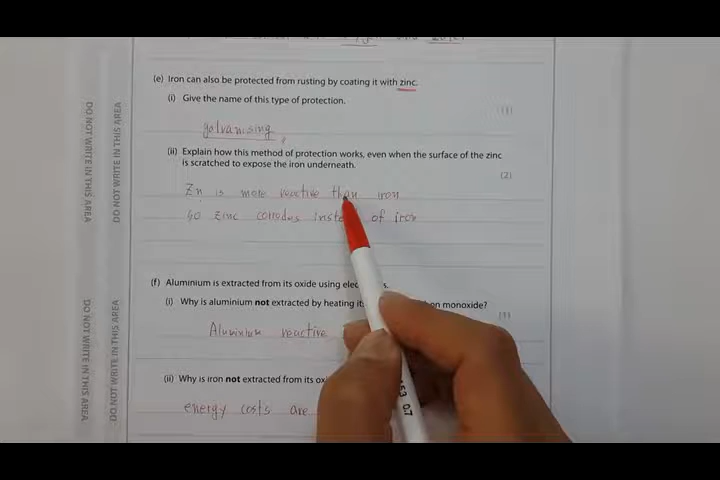 (e) Iron can also be protected from rusting by coating it with zinc.
(i) Give the name of this type of protection.
(1)
galvanising
(ii) Explain how this method of protection works, even when the surface of the zinc
is scratched to expose the iron underneath.
(2)
Zn is more reactive than iron
so zinc corrodes instead of iron
(f) Aluminium is extracted from its oxide using
(i) Why is aluminium not extracted by heating monoxide?
(1)
Aluminium reactive
(ii) Why is iron not extracted from its
energy costs are
DO NOT WRITE IN THIS AREA
DO NOT WRITE IN THIS AREA
DO NOT WRITE IN THIS AREA
DO NOT WRITE IN THIS AREA